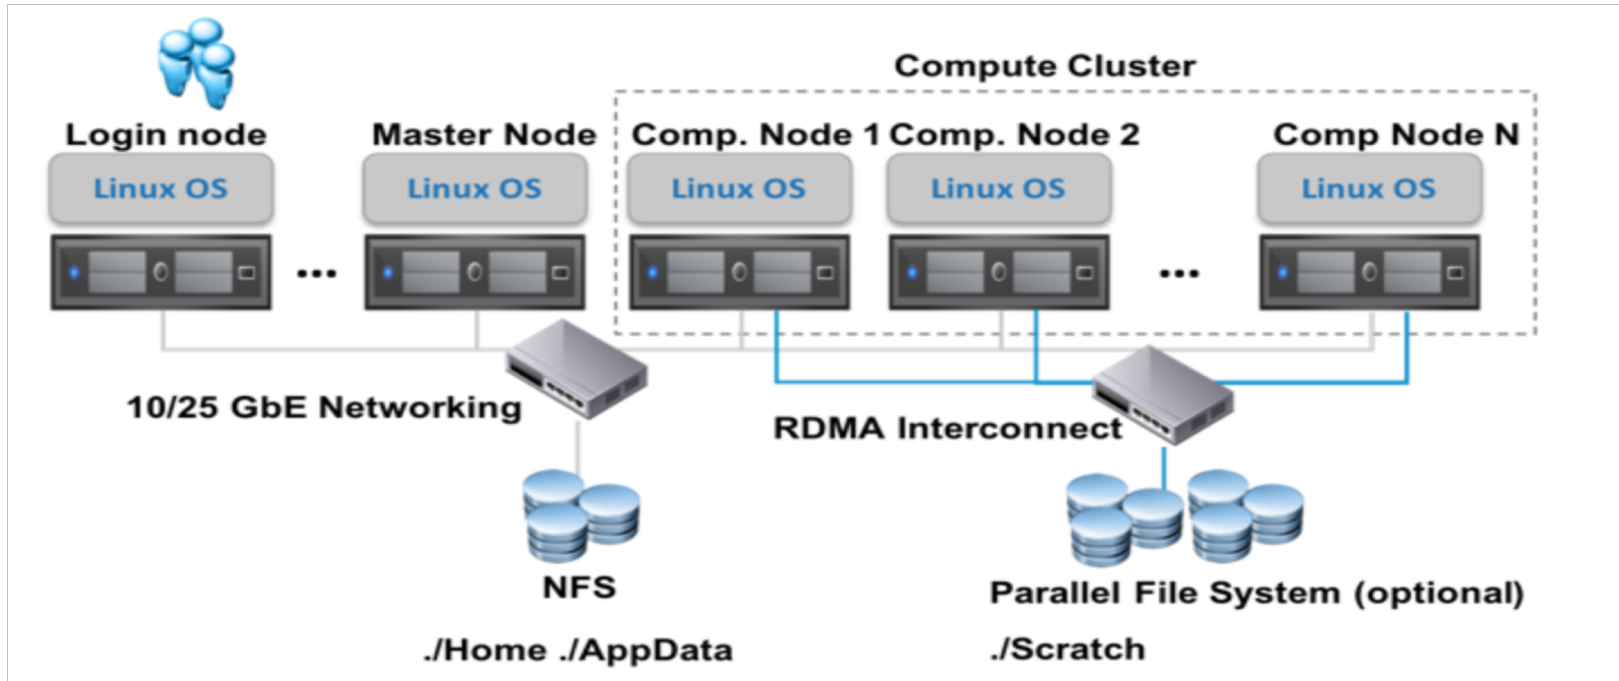 Compute Cluster
Login node
Master Node
Comp. Node 1
Comp. Node 2
Comp Node N
Linux OS
Linux OS
Linux OS
Linux OS
Linux OS
...
...
10/25 GbE Networking
RDMA Interconnect
NFS
Parallel File System (optional)
./Home ./AppData
./Scratch